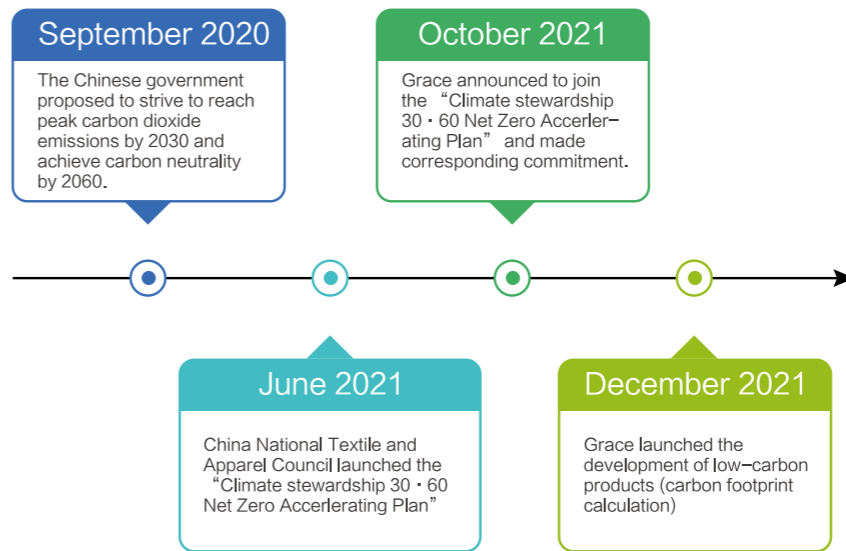 September 2020
The Chinese government
proposed to strive to reach
peak carbon dioxide
emissions by 2030 and
achieve carbon neutrality
by 2060.
October 2021
Grace announced to join
the “Climate stewardship
30・60 Net Zero Accerler-
ating Plan” and made
corresponding commitment.
June 2021
China National Textile and
Apparel Council launched the
“Climate stewardship 30・60
Net Zero Accerlerating Plan”
December 2021
Grace launched the
development of low-carbon
products (carbon footprint
calculation)